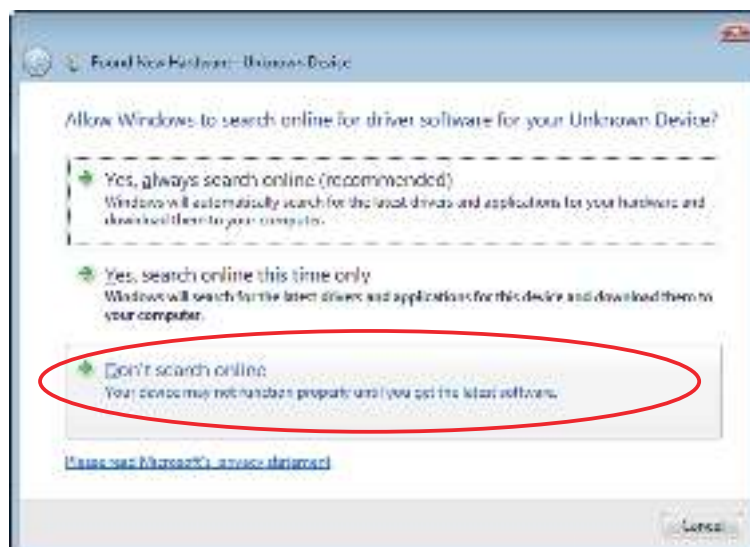 Found New Hardware - Unknown Device
Allow Windows to search online for driver software for your Unknown Device?
Yes, always search online (recommended)
Windows will automatically search for the latest drivers and applications for your hardware and
download them to your computer.
Yes, search online this time only
Windows will search for the latest drivers and applications for this device and download them to
your computer.
Don't search online
Your device may not function properly until you get the latest software.
Please read Microsoft's privacy statement
Cancel